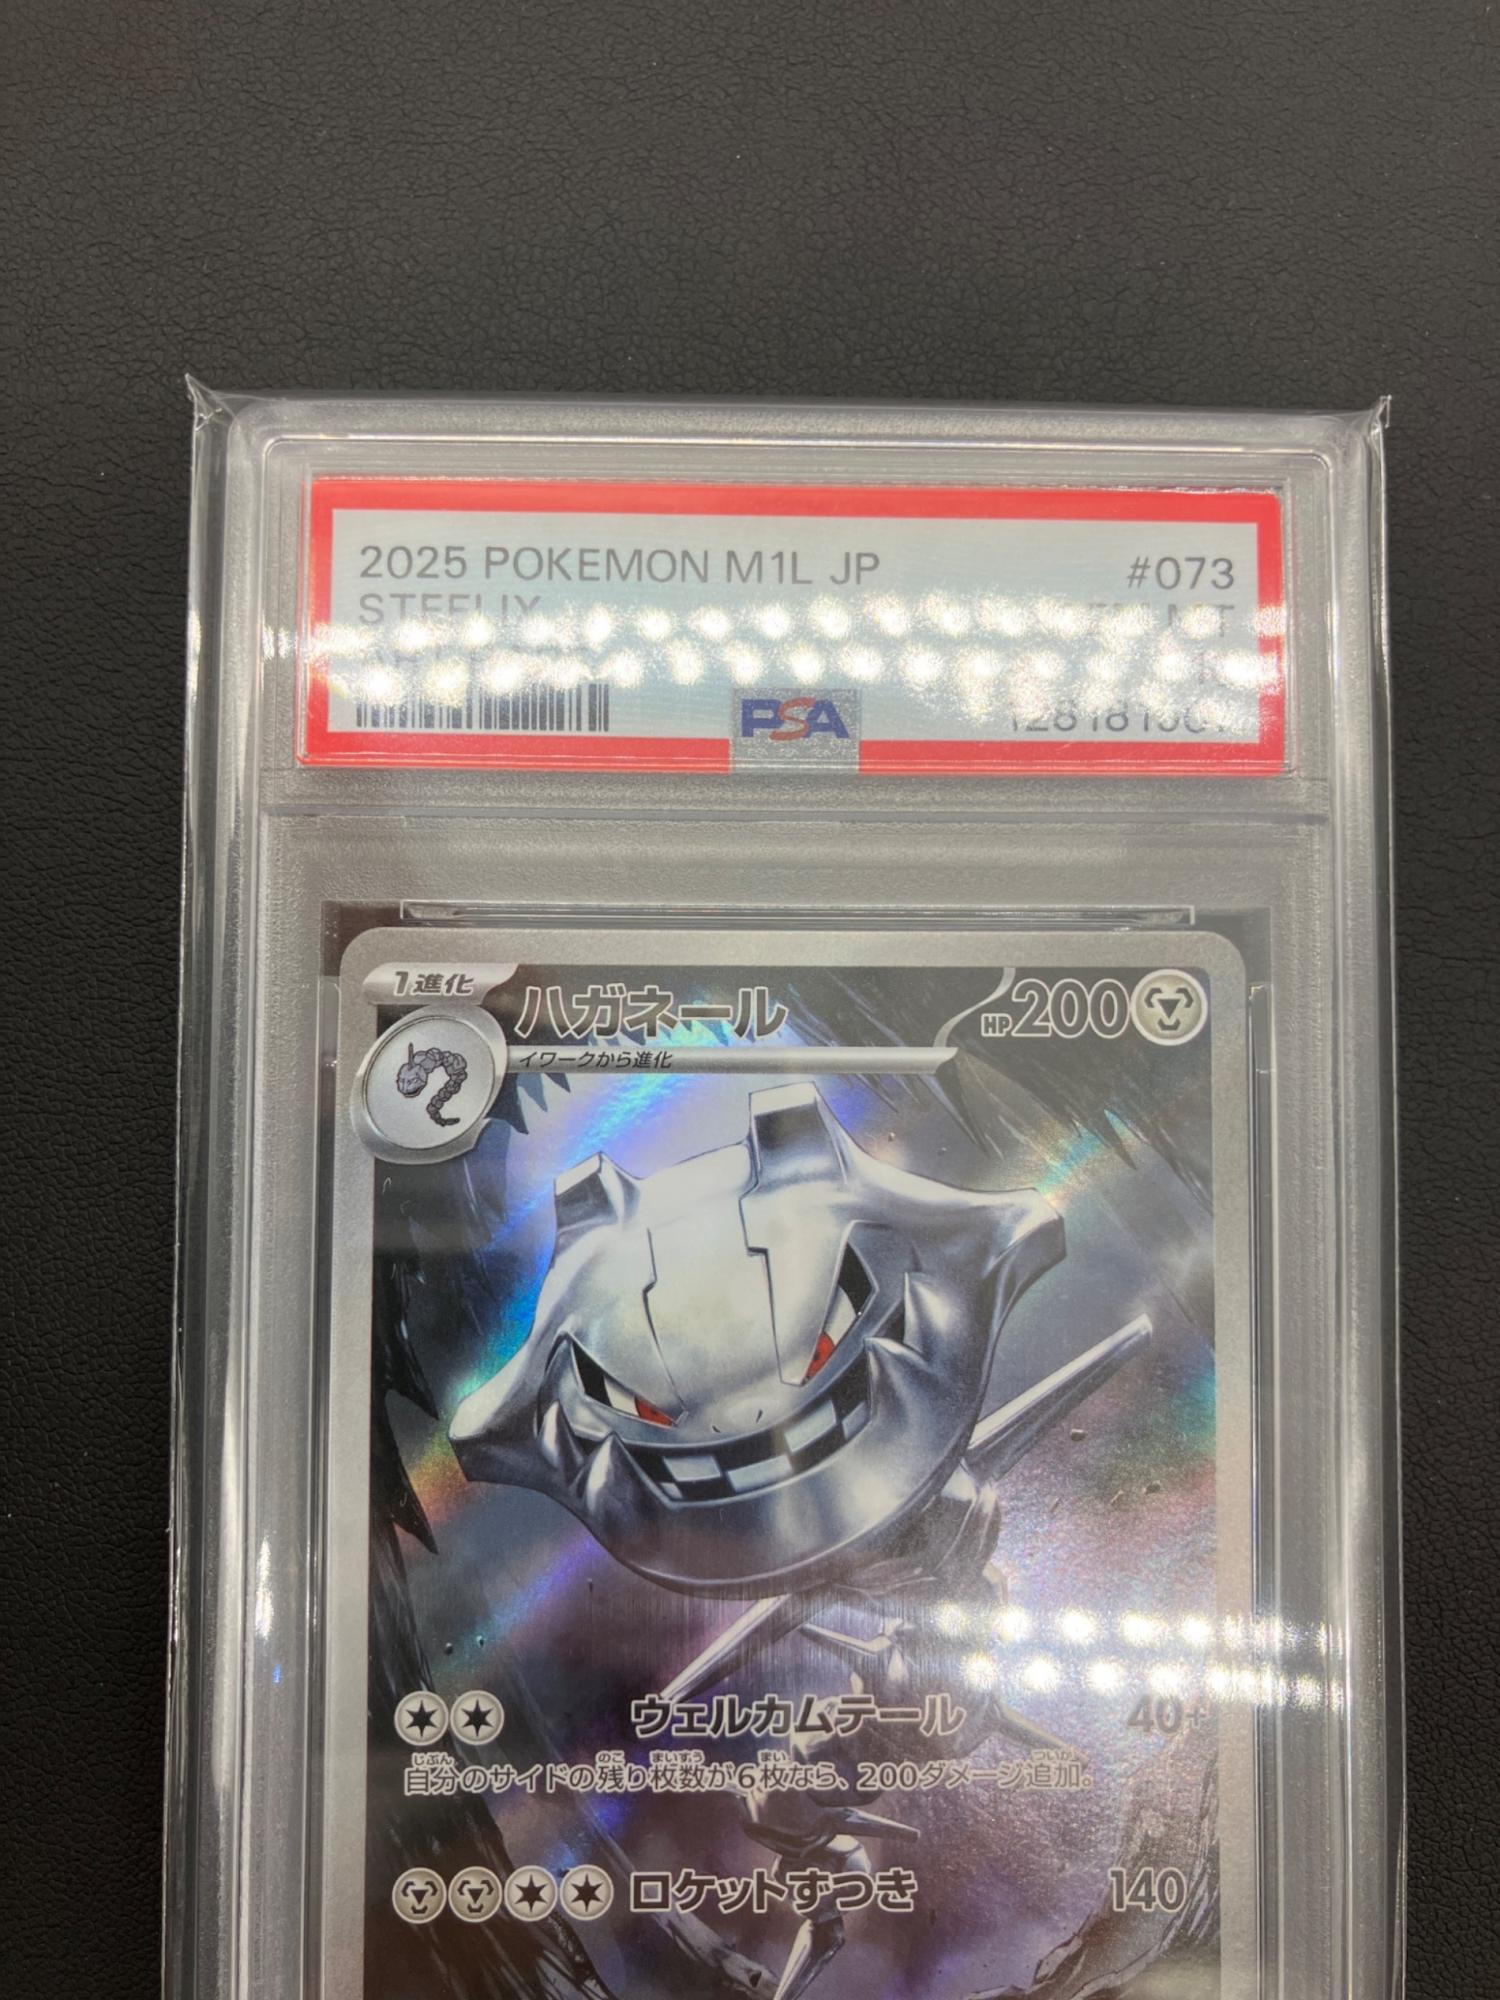 2025 POKEMON M1L JP #073
STEELIX MT
PSA
1進化
ハガネール
HP200
イワークから進化
ウェルカムテール 40+
自分のサイドの残り枚数が6枚なら、200ダメージ追加。
ロケットずつき 140